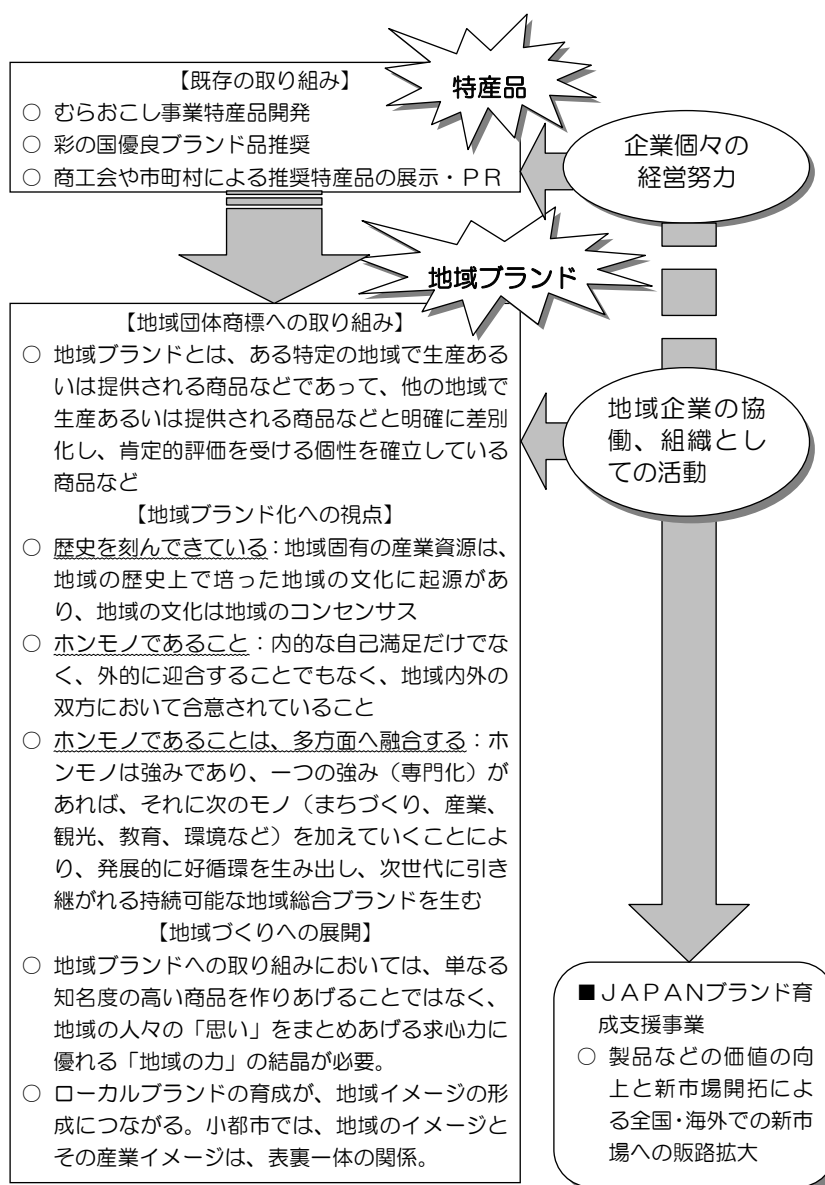 特産品
【既存の取り組み】
○ むらおこし事業特産品開発
○ 彩の国優良ブランド品推奨
○ 商工会や市町村による推奨特産品の展示・ＰＲ
企業個々の
経営努力
地域ブランド
【地域団体商標への取り組み】
○ 地域ブランドとは、ある特定の地域で生産ある
いは提供される商品などであって、他の地域で
生産あるいは提供される商品などと明確に差別
化し、肯定的評価を受ける個性を確立している
商品など
【地域ブランド化への視点】
○ 歴史を刻んできている：地域固有の産業資源は、
地域の歴史上で培った地域の文化に起源があ
り、地域の文化は地域のコンセンサス
○ ホンモノであること：内的な自己満足だけでな
く、外的に迎合することでもなく、地域内外の
双方において合意されていること
○ ホンモノであることは、多方面へ融合する：ホ
ンモノは強みであり、一つの強み（専門化）が
あれば、それに次のモノ（まちづくり、産業、
観光、教育、環境など）を加えていくことによ
り、発展的に好循環を生み出し、次世代に引き
継がれる持続可能な地域総合ブランドを生む
【地域づくりへの展開】
○ 地域ブランドへの取り組みにおいては、単なる
知名度の高い商品を作りあげることではなく、
地域の人々の「思い」をまとめあげる求心力に
優れる「地域の力」の結晶が必要。
○ ローカルブランドの育成が、地域イメージの形
成につながる。小都市では、地域のイメージと
その産業イメージは、表裏一体の関係。
地域企業の協
働、組織とし
ての活動
■ＪＡＰＡＮブランド育
成支援事業
○ 製品などの価値の向
上と新市場開拓によ
る全国・海外での新市
場への販路拡大